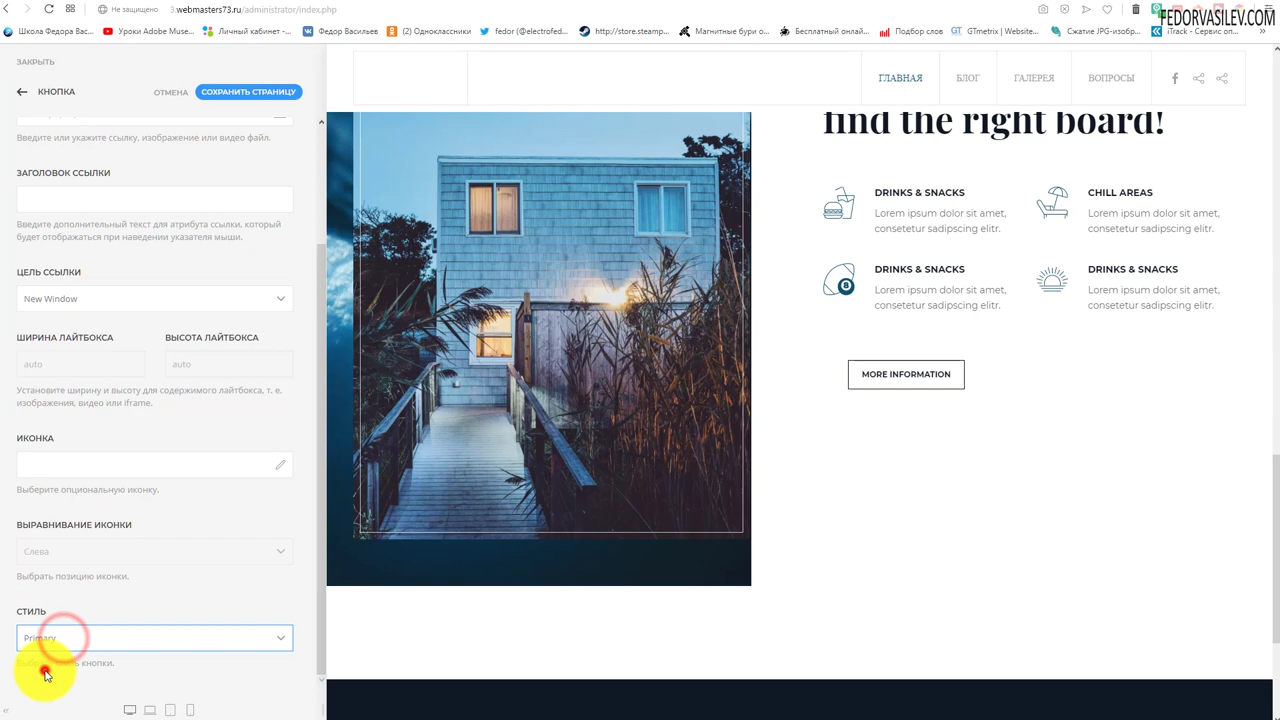 Не защищено
3.webmasters73.ru/administrator/index.php
FEDORVASILEV.COM
Школа Федора Вас...
Уроки Adobe Muse...
Личный кабинет -...
Федор Васильев
(2) Одноклассники
fedor (@electrofed...
http://store.steamp...
Магнитные бури о...
Бесплатный онлай...
Подбор слов
GTmetrix | Website...
Сжатие JPG-изобр...
iTrack - Сервис оп...
ЗАКРЫТЬ
КНОПКА
ОТМЕНА
СОХРАНИТЬ СТРАНИЦУ
Введите или укажите ссылку, изображение или видео файл.
ЗАГОЛОВОК ССЫЛКИ
Введите дополнительный текст для атрибута ссылки, который
будет отображаться при наведении указателя мыши.
ЦЕЛЬ ССЫЛКИ
New Window
ШИРИНА ЛАЙТБОКСА
ВЫСОТА ЛАЙТБОКСА
auto
auto
Установите ширину и высоту для содержимого лайтбокса, т. е.
изображения, видео или iframe.
ИКОНКА
Выберите опциональную иконку.
ВЫРАВНИВАНИЕ ИКОНКИ
Слева
Выбрать позицию иконки.
СТИЛЬ
Primary
кнопки.
ГЛАВНАЯ
БЛОГ
ГАЛЕРЕЯ
ВОПРОСЫ
find the right board!
DRINKS & SNACKS
Lorem ipsum dolor sit amet,
consetetur sadipscing elitr.
CHILL AREAS
Lorem ipsum dolor sit amet,
consetetur sadipscing elitr.
8
DRINKS & SNACKS
Lorem ipsum dolor sit amet,
consetetur sadipscing elitr.
DRINKS & SNACKS
Lorem ipsum dolor sit amet,
consetetur sadipscing elitr.
MORE INFORMATION